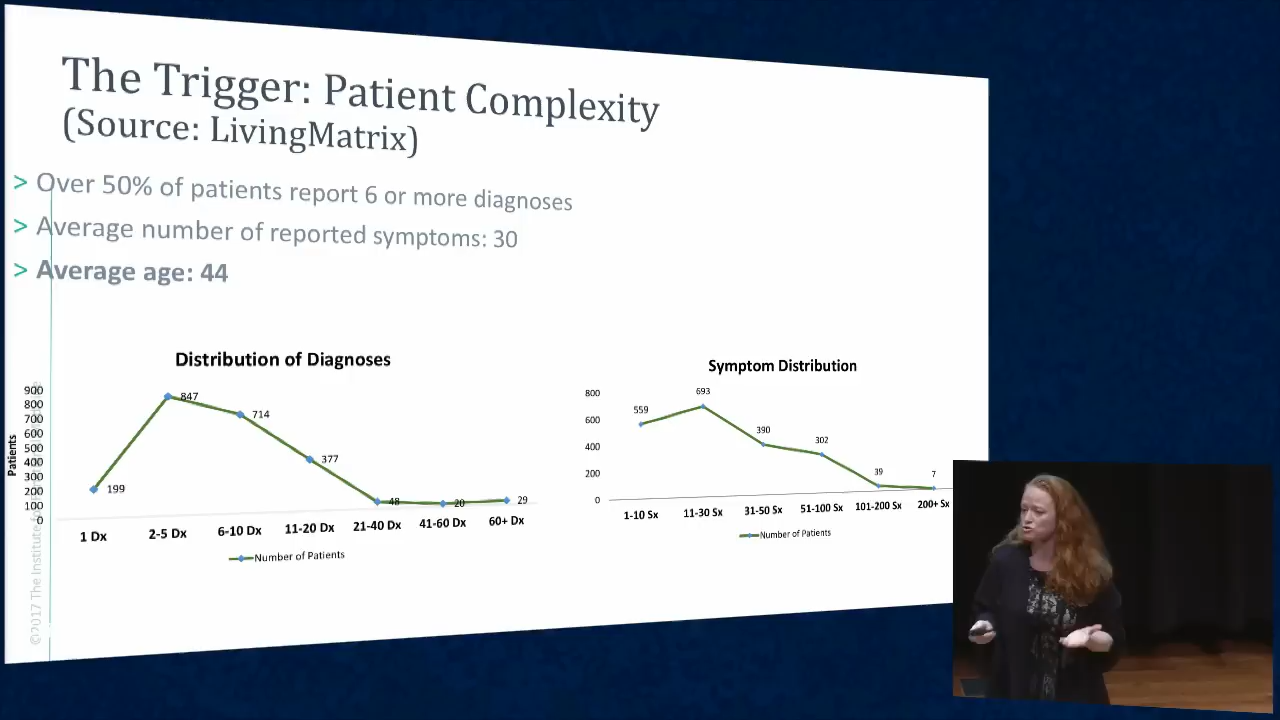 The Trigger: Patient Complexity
(Source: LivingMatrix)
> Over 50% of patients report 6 or more diagnoses
> Average number of reported symptoms: 30
> Average age: 44
Distribution of Diagnoses
900
800
700
600
500
400
300
200
100
0
Patients
199
847
714
377
48
20
29
1 Dx
2-5 Dx
6-10 Dx
11-20 Dx
21-40 Dx
41-60 Dx
60+ Dx
Number of Patients
Symptom Distribution
800
600
400
200
0
559
693
390
302
39
7
1-10 Sx
11-30 Sx
31-50 Sx
51-100 Sx
101-200 Sx
200+ Sx
Number of Patients
©2017 The Institute